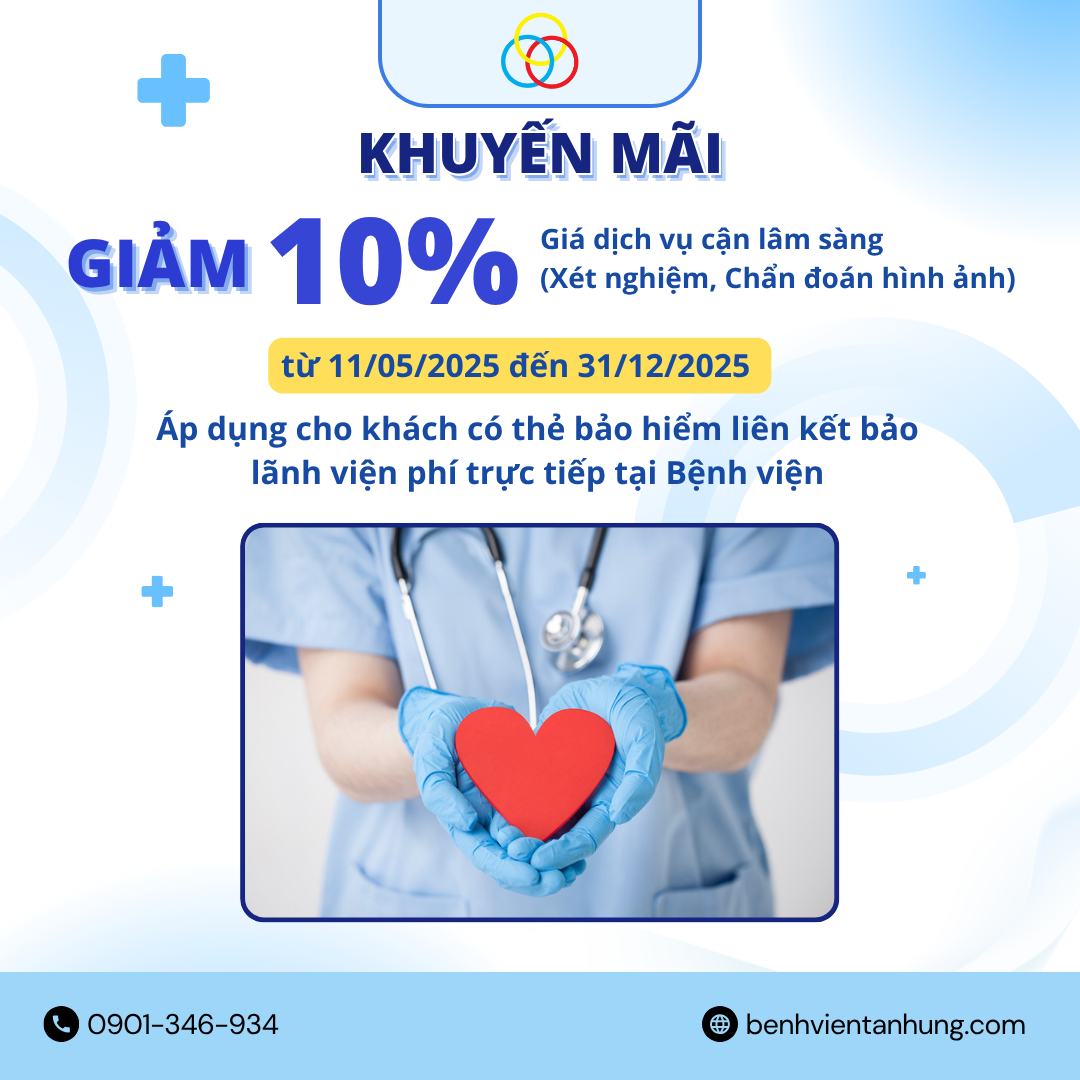 KHUYẾN MÃI
GIẢM 10%
Giá dịch vụ cận lâm sàng
(Xét nghiệm, Chẩn đoán hình ảnh)
từ 11/05/2025 đến 31/12/2025
Áp dụng cho khách có thẻ bảo hiểm liên kết bảo
lãnh viện phí trực tiếp tại Bệnh viện
0901-346-934
benhvientanhung.com